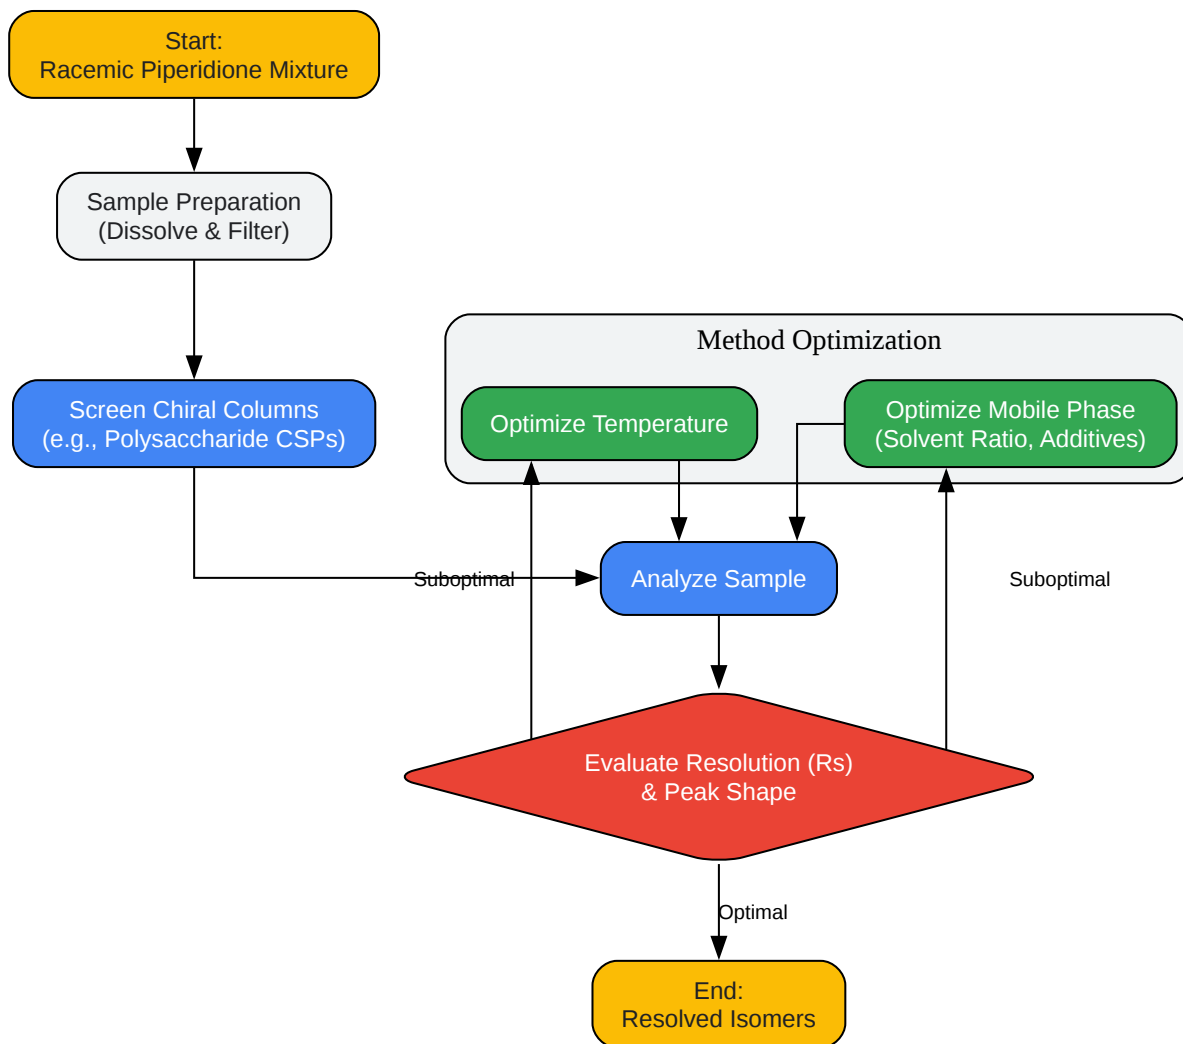 Start:
Racemic Piperidione Mixture
Sample Preparation
(Dissolve & Filter)
Method Optimization
Screen Chiral Columns
(e.g., Polysaccharide CSPs)
Optimize Temperature
Optimize Mobile Phase
(Solvent Ratio, Additives)
Suboptimal
Analyze Sample
Suboptimal
Evaluate Resolution (Rs)
& Peak Shape
Optimal
End:
Resolved Isomers